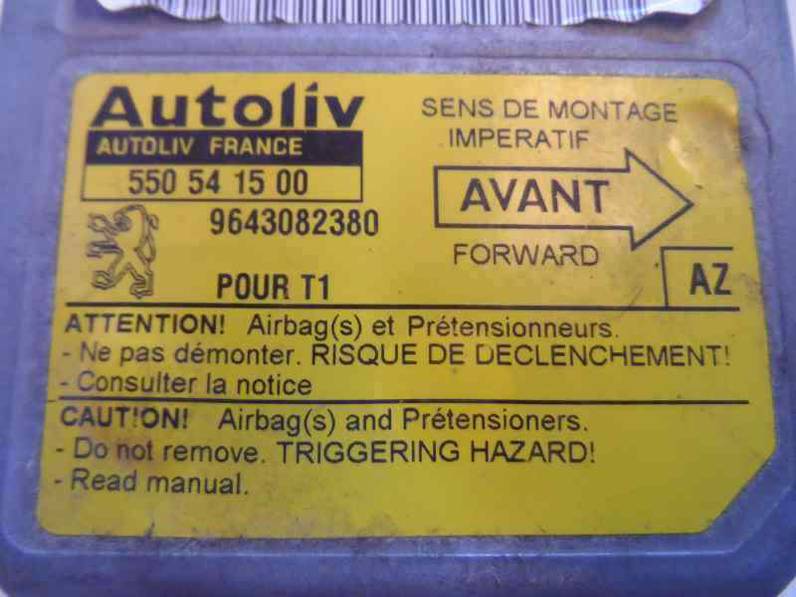 Autoliv
AUTOLIV FRANCE
550 54 15 00
9643082380
POUR T1
SENS DE MONTAGE
IMPERATIF
AVANT
FORWARD
AZ
ATTENTION! Airbag(s) et Prétensionneurs.
- Ne pas démonter. RISQUE DE DECLENCHEMENT!
- Consulter la notice
CAUTION! Airbag(s) and Prétensioners.
- Do not remove. TRIGGERING HAZARD!
- Read manual.